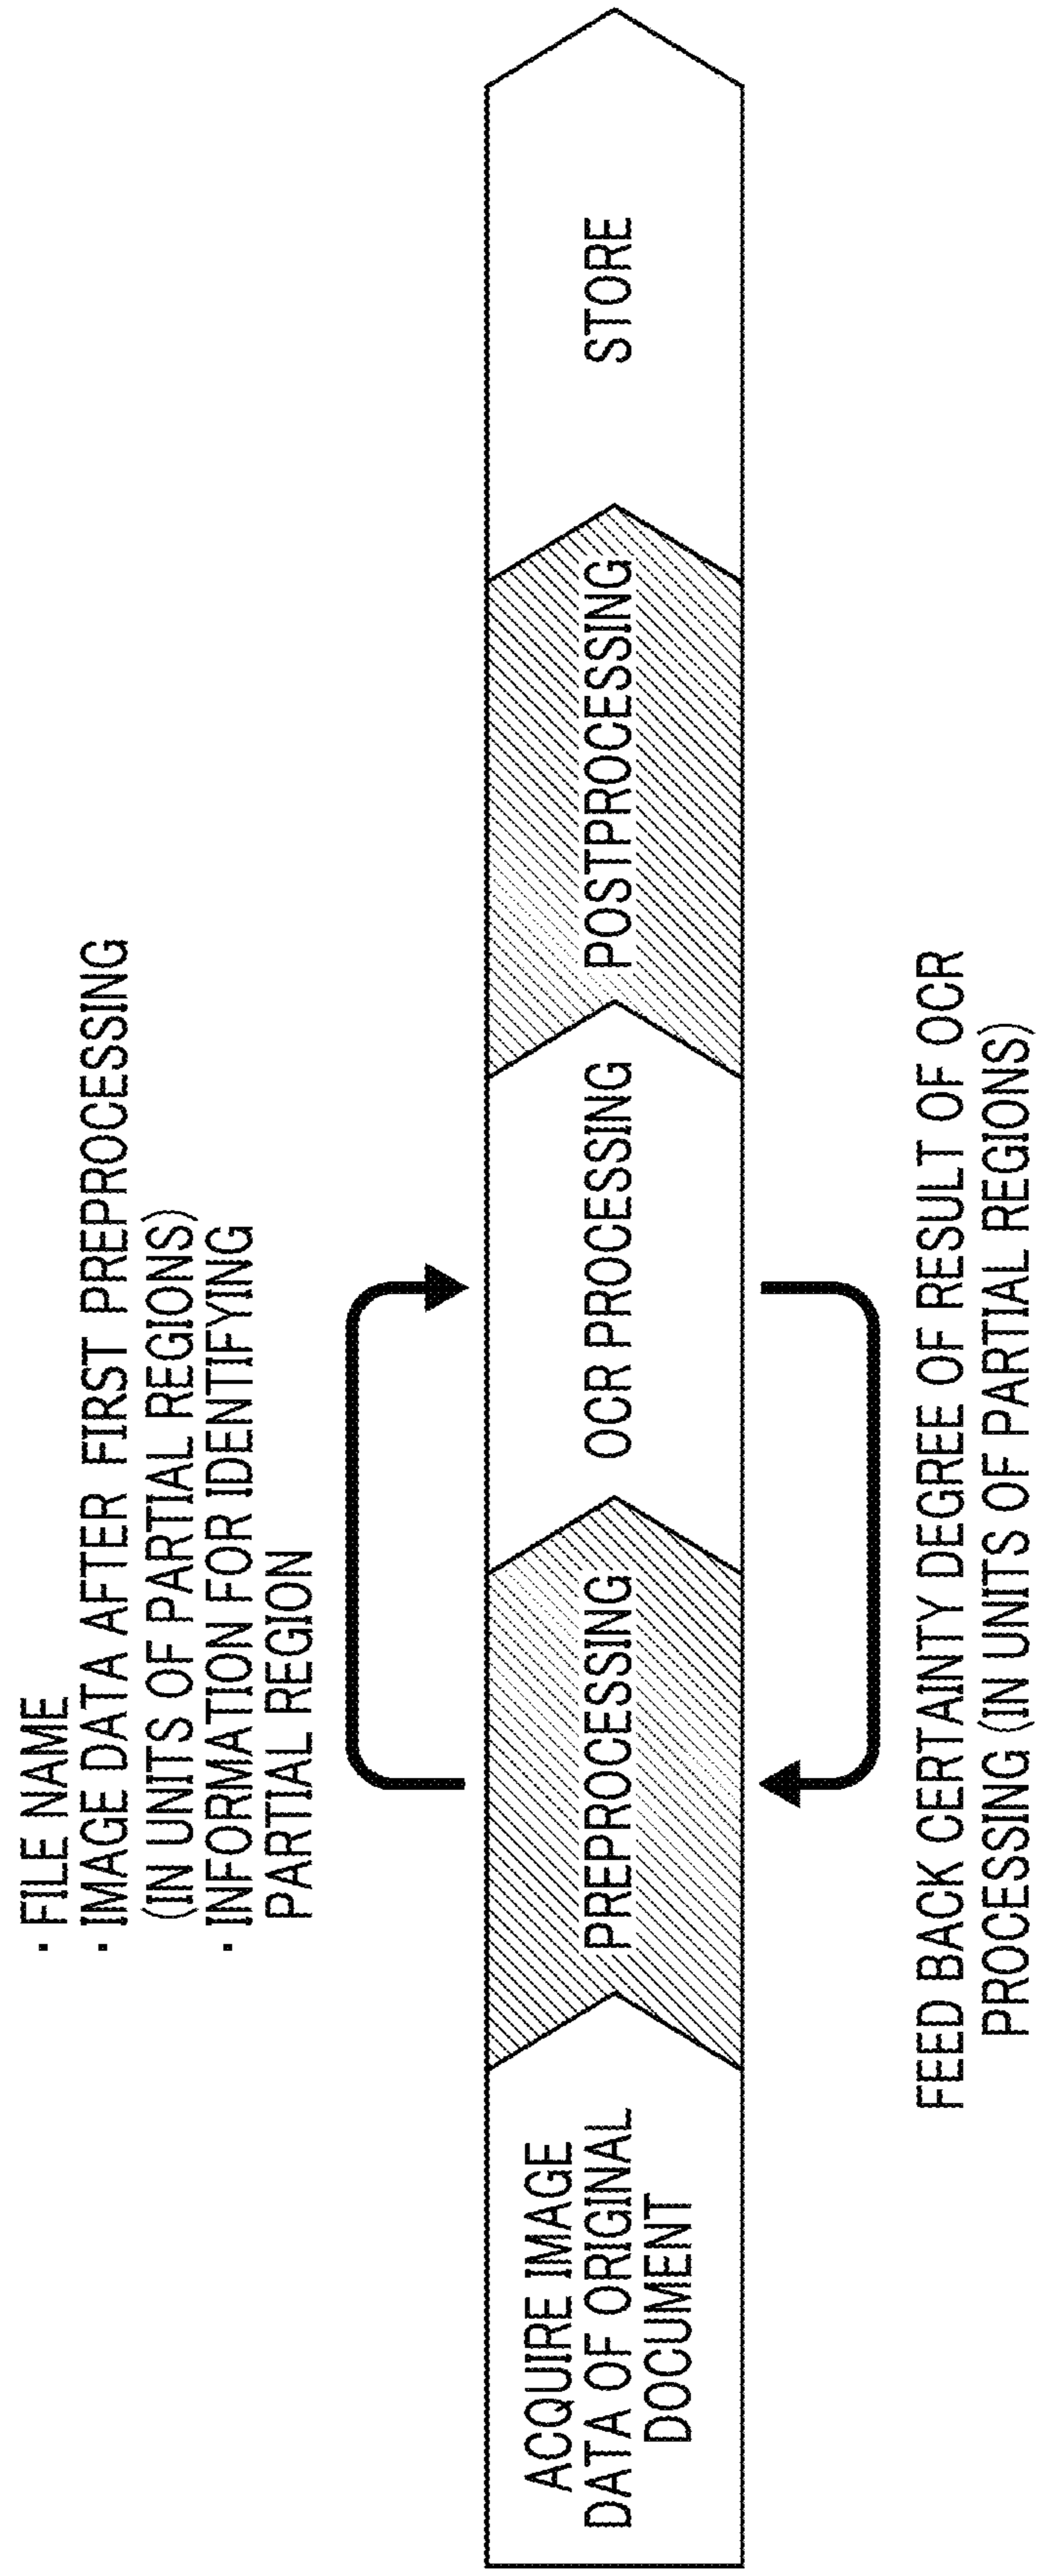 · FILE NAME
· IMAGE DATA AFTER FIRST PREPROCESSING
(IN UNITS OF PARTIAL REGIONS)
· INFORMATION FOR IDENTIFYING
PARTIAL REGION
ACQUIRE IMAGE
DATA OF ORIGINAL
DOCUMENT
PREPROCESSING
OCR PROCESSING
POSTPROCESSING
STORE
FEED BACK CERTAINTY DEGREE OF RESULT OF OCR
PROCESSING (IN UNITS OF PARTIAL REGIONS)